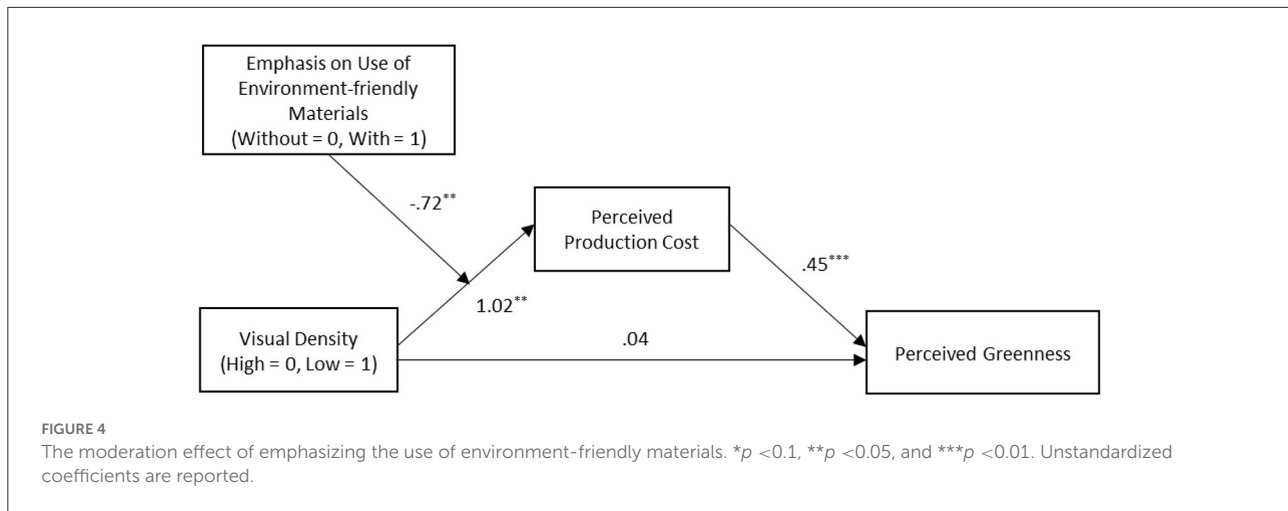 Emphasis on Use of
Environment-friendly
Materials
(Without = 0, With = 1)
-.72**
Perceived
Production Cost
.45***
1.02**
Visual Density
(High = 0, Low = 1)
.04
Perceived Greenness
FIGURE 4
The moderation effect of emphasizing the use of environment-friendly materials. *p <0.1, **p <0.05, and ***p <0.01. Unstandardized
coefficients are reported.